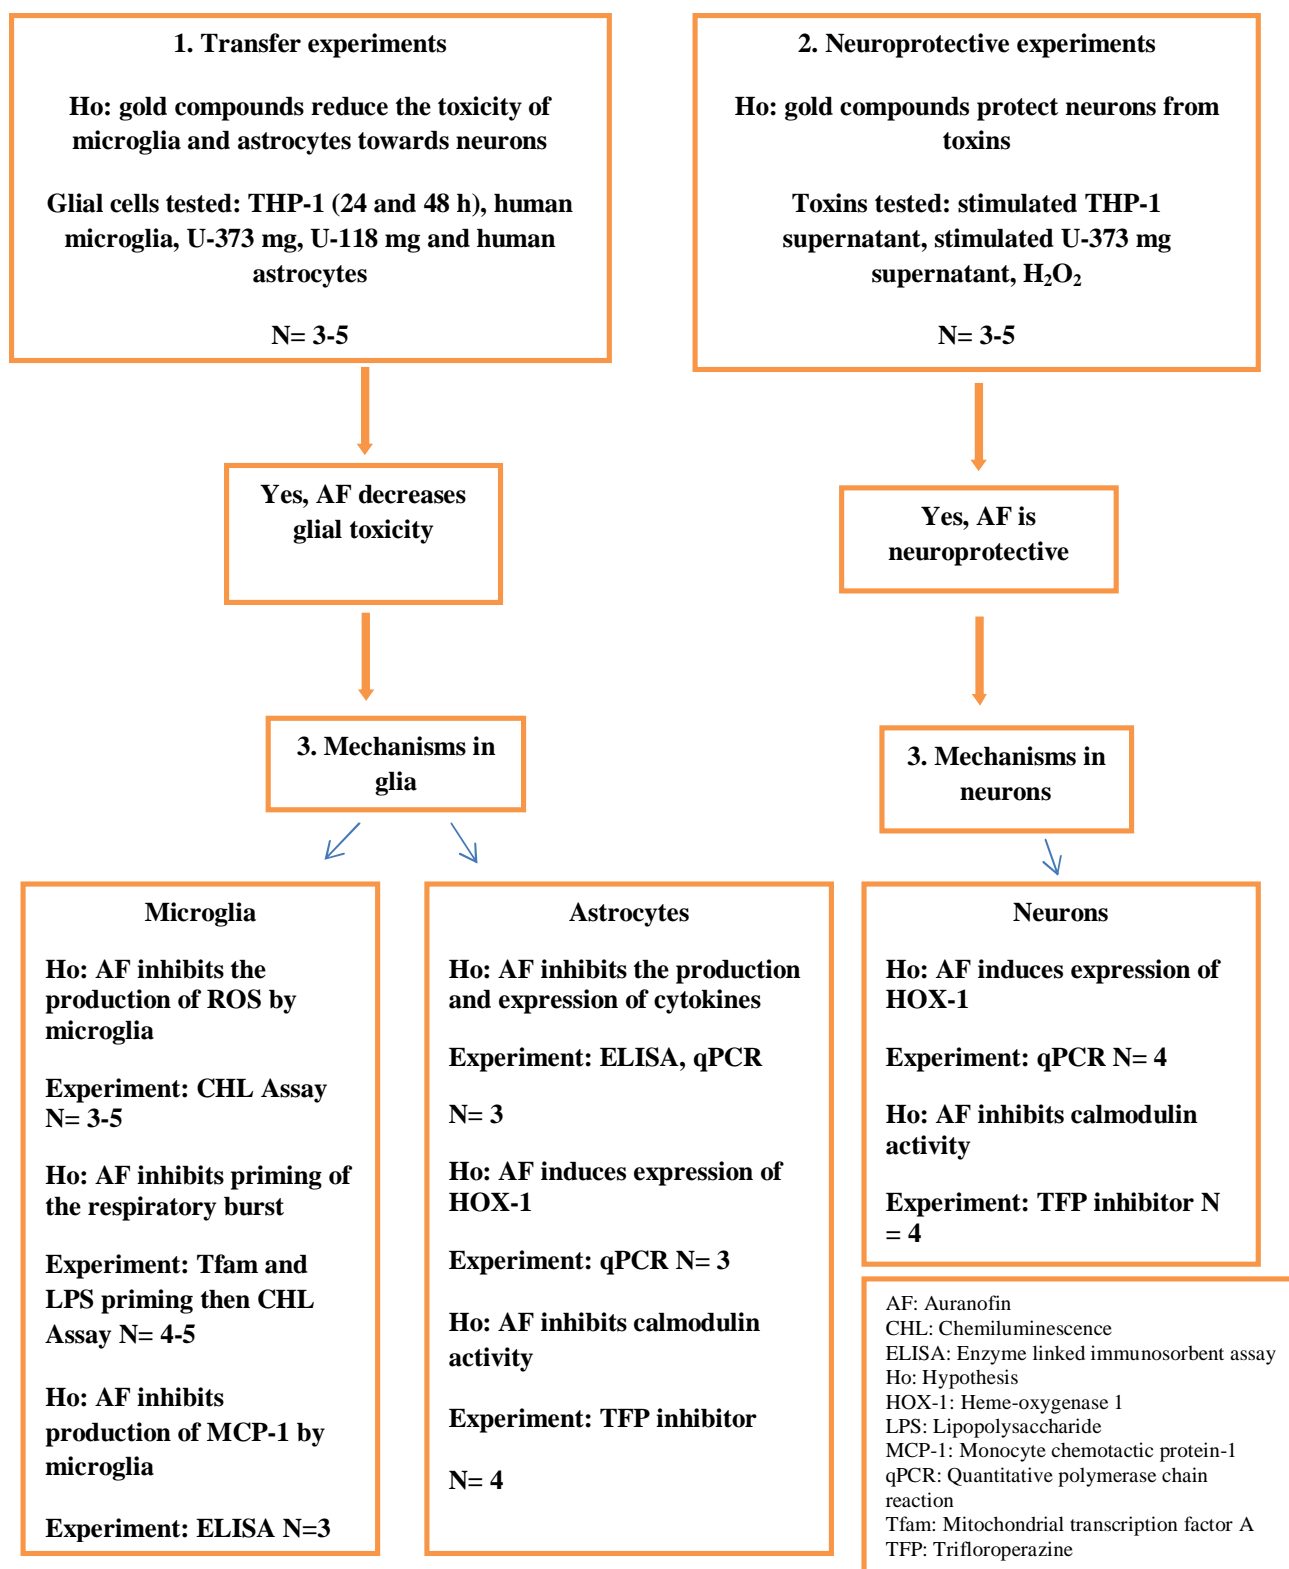 1. Transfer experiments
Ho: gold compounds reduce the toxicity of
microglia and astrocytes towards neurons
Glial cells tested: THP-1 (24 and 48 h), human
microglia, U-373 mg, U-118 mg and human
astrocytes
N= 3-5
2. Neuroprotective experiments
Ho: gold compounds protect neurons from
toxins
Toxins tested: stimulated THP-1
supernatant, stimulated U-373 mg
supernatant, H₂O₂
N= 3-5
Yes, AF decreases
glial toxicity
Yes, AF is
neuroprotective
3. Mechanisms in
glia
3. Mechanisms in
neurons
Microglia
Ho: AF inhibits the
production of ROS by
microglia
Experiment: CHL Assay
N= 3-5
Ho: AF inhibits priming of
the respiratory burst
Experiment: Tfam and
LPS priming then CHL
Assay N= 4-5
Ho: AF inhibits
production of MCP-1 by
microglia
Experiment: ELISA N=3
Astrocytes
Ho: AF inhibits the production
and expression of cytokines
Experiment: ELISA, qPCR
N= 3
Ho: AF induces expression of
HOX-1
Experiment: qPCR N= 3
Ho: AF inhibits calmodulin
activity
Experiment: TFP inhibitor
N= 4
Neurons
Ho: AF induces expression of
HOX-1
Experiment: qPCR N= 4
Ho: AF inhibits calmodulin
activity
Experiment: TFP inhibitor N
= 4
AF: Auranofin
CHL: Chemiluminescence
ELISA: Enzyme linked immunosorbent assay
Ho: Hypothesis
HOX-1: Heme-oxygenase 1
LPS: Lipopolysaccharide
MCP-1: Monocyte chemotactic protein-1
qPCR: Quantitative polymerase chain
reaction
Tfam: Mitochondrial transcription factor A
TFP: Trifloroperazine